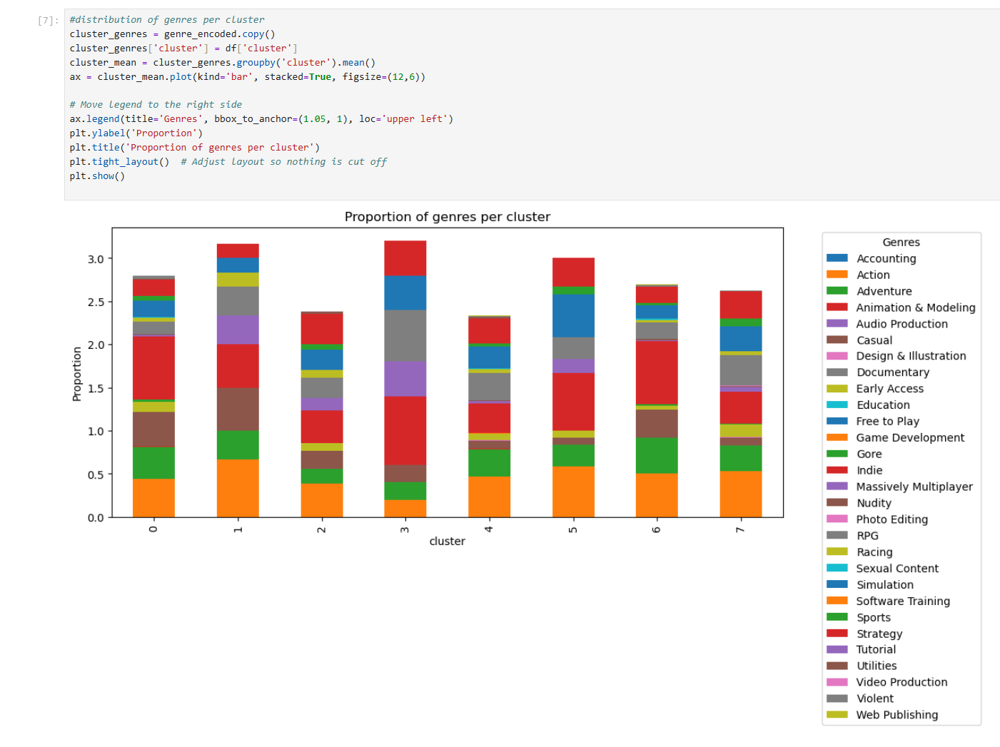 [7]:
#distribution of genres per cluster
cluster_genres = genre_encoded.copy()
cluster_genres['cluster'] = df['cluster']
cluster_mean = cluster_genres.groupby('cluster').mean()
ax = cluster_mean.plot(kind='bar', stacked=True, figsize=(12,6))
# Move legend to the right side
ax.legend(title='Genres', bbox_to_anchor=(1.05, 1), loc='upper left')
plt.ylabel('Proportion')
plt.title('Proportion of genres per cluster')
plt.tight_layout()  # Adjust layout so nothing is cut off
plt.show()
Proportion of genres per cluster
Proportion
3.0
2.5
2.0
1.5
1.0
0.5
0.0
0
1
2
3
4
5
6
7
cluster
Genres
Accounting
Action
Adventure
Animation & Modeling
Audio Production
Casual
Design & Illustration
Documentary
Early Access
Education
Free to Play
Game Development
Gore
Indie
Massively Multiplayer
Nudity
Photo Editing
RPG
Racing
Sexual Content
Simulation
Software Training
Sports
Strategy
Tutorial
Utilities
Video Production
Violent
Web Publishing